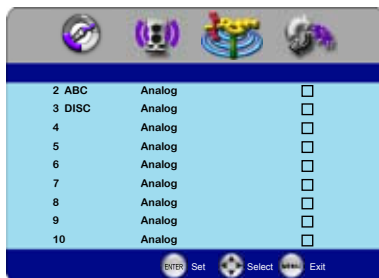 2 ABC Analog
3 DISC Analog
4 Analog
5 Analog
6 Analog
7 Analog
8 Analog
9 Analog
10 Analog
ENTER Set Select MENU Exit